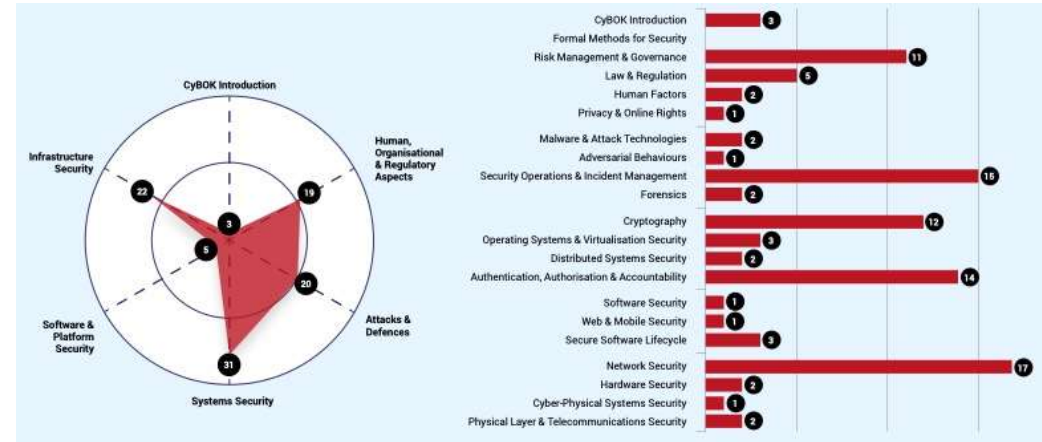 CyBOK Introduction
Human,
Organisational
& Regulatory
Aspects
Infrastructure
Security
22
19
3
5
20
Software &
Platform
Security
Attacks &
Defences
31
Systems Security
CyBOK Introduction 3
Formal Methods for Security
Risk Management & Governance 11
Law & Regulation 5
Human Factors 2
Privacy & Online Rights 1
Malware & Attack Technologies 2
Adversarial Behaviours 1
Security Operations & Incident Management 15
Forensics 2
Cryptography 12
Operating Systems & Virtualisation Security 3
Distributed Systems Security 2
Authentication, Authorisation & Accountability 14
Software Security 1
Web & Mobile Security 1
Secure Software Lifecycle 3
Network Security 17
Hardware Security 2
Cyber-Physical Systems Security 1
Physical Layer & Telecommunications Security 2